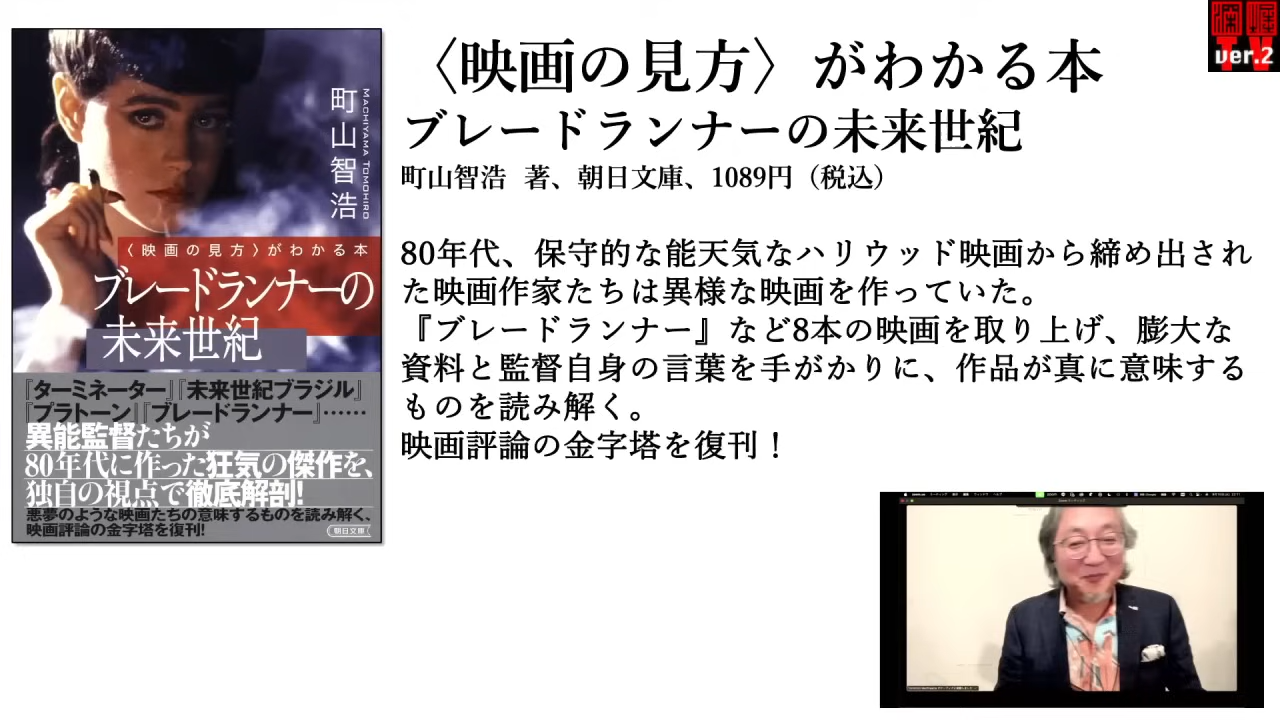 〈映画の見方〉がわかる本
ブレードランナーの未来世紀
町山智浩 著、朝日文庫、1089円（税込）
80年代、保守的な能天気なハリウッド映画から締め出され
た映画作家たちは異様な映画を作っていた。
『ブレードランナー』など8本の映画を取り上げ、膨大な
資料と監督自身の言葉を手がかりに、作品が真に意味する
ものを読み解く。
映画評論の金字塔を復刊！
町山智浩
MACHIYAMA TOMOHIRO
〈映画の見方〉がわかる本
ブレードランナーの
未来世紀
『ターミネーター』『未来世紀ブラジル』
『プラトーン』『ブレードランナー』……
異能監督たちが
80年代に作った狂気の傑作を、
独自の視点で徹底解剖!
悪夢のような映画たちの意味するものを読み解く、
映画評論の金字塔を復刊!
朝日文庫
TV
ver.2